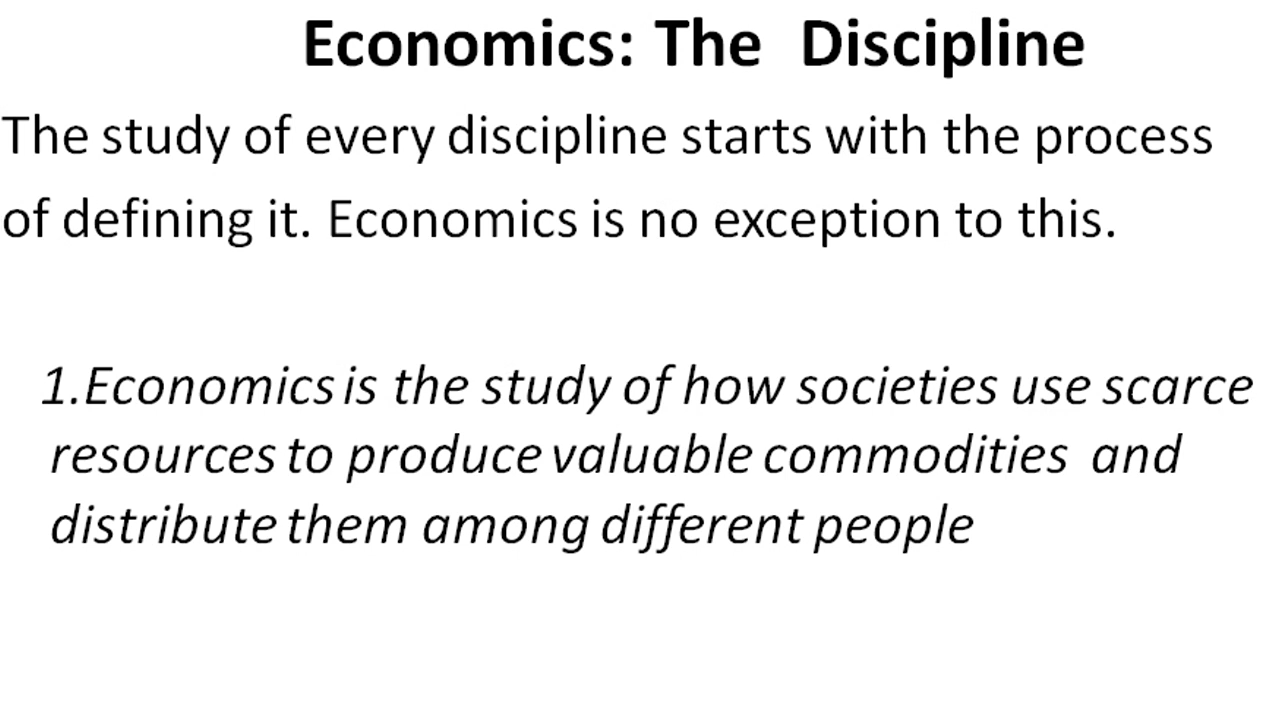 Economics: The Discipline
The study of every discipline starts with the process
of defining it. Economics is no exception to this.
1.Economics is the study of how societies use scarce
resources to produce valuable commodities and
distribute them among different people